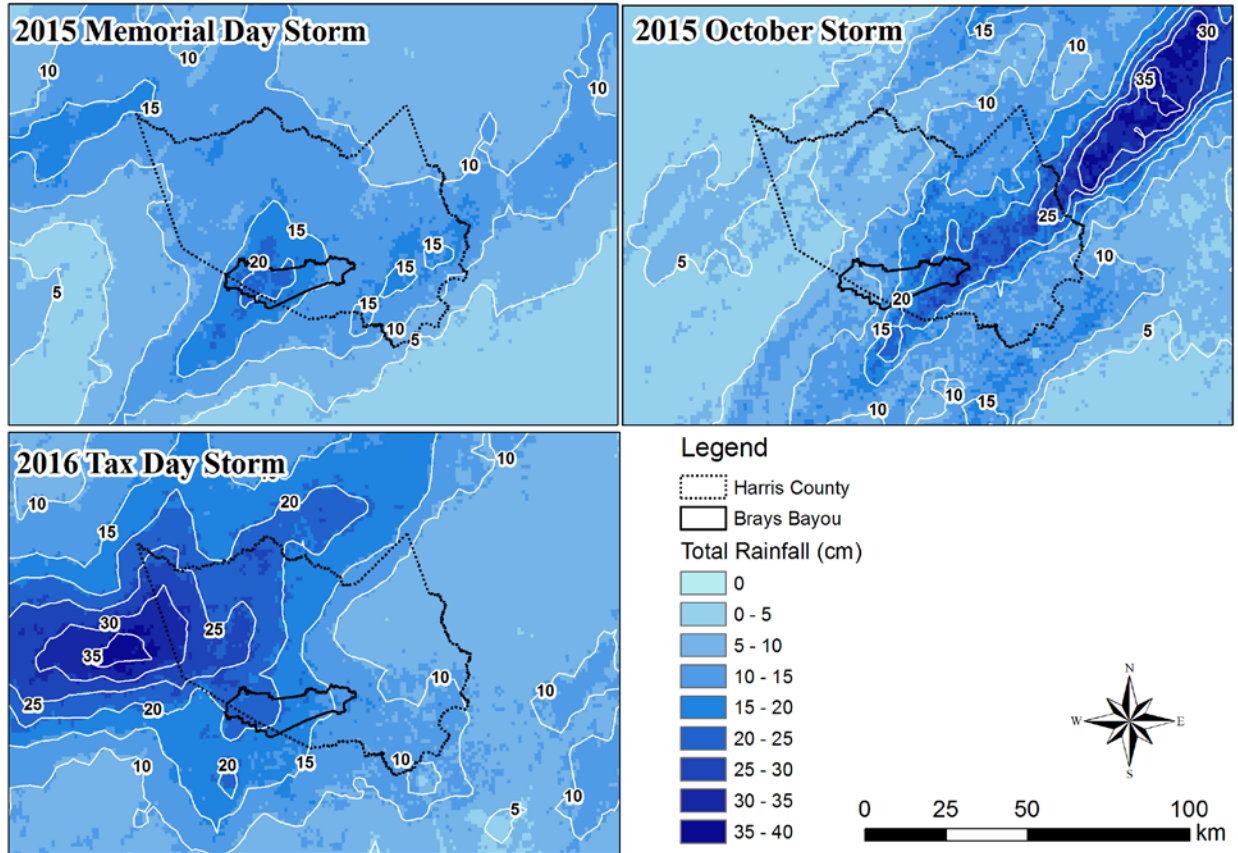 2015 Memorial Day Storm
10
10
15
10
10
5
15
20
15
15
15
10
5
2015 October Storm
15
10
30
35
10
25
5
10
20
15
5
10
10
15
2016 Tax Day Storm
10
10
20
10
15
30
25
35
25
20
10
10
10
15
20
10
5
Legend
Harris County
Brays Bayou
Total Rainfall (cm)
0
0 - 5
5 - 10
10 - 15
15 - 20
20 - 25
25 - 30
30 - 35
35 - 40
N
W E
S
0 25 50 100
km